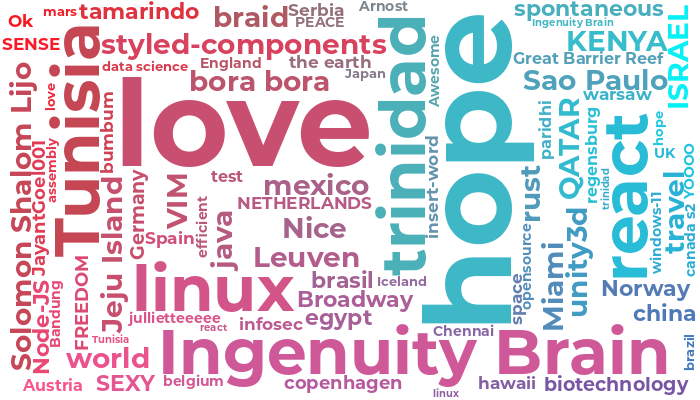 Ok
mars
tamarindo
braid
Serbia
PEACE
Arnost
spontaneous
Ingenuity Brain
ISRAEL
SENSE
styled-components
KENYA
data science
England
the earth
Japan
Great Barrier Reef
bora bora
Sao Paulo
warsaw
Solomon Shalom Lijo
JayantGoel001
love
assembly
Tunisia
bumbum
love
trinidad
Awesome
hope
insert-word
paridhi
QATAR
regensburg
trinidad
react
hope
UK
canada s2 yoooo
travel
windows-11
test
mexico
NETHERLANDS
rust
Germany
VIM
efficient
java
Nice
Spain
Leuven
Jeju Island
Node-JS
Bandung
FREEDOM
linux
brasil
Iceland
Broadway
space
opensource
Miami
unity3d
Norway
china
brazil
jullietteeeee
react
infosec
egypt
Chennai
Tunisia
world
Ingenuity Brain
Austria
SEXY
belgium
copenhagen
linux
hawaii
biotechnology